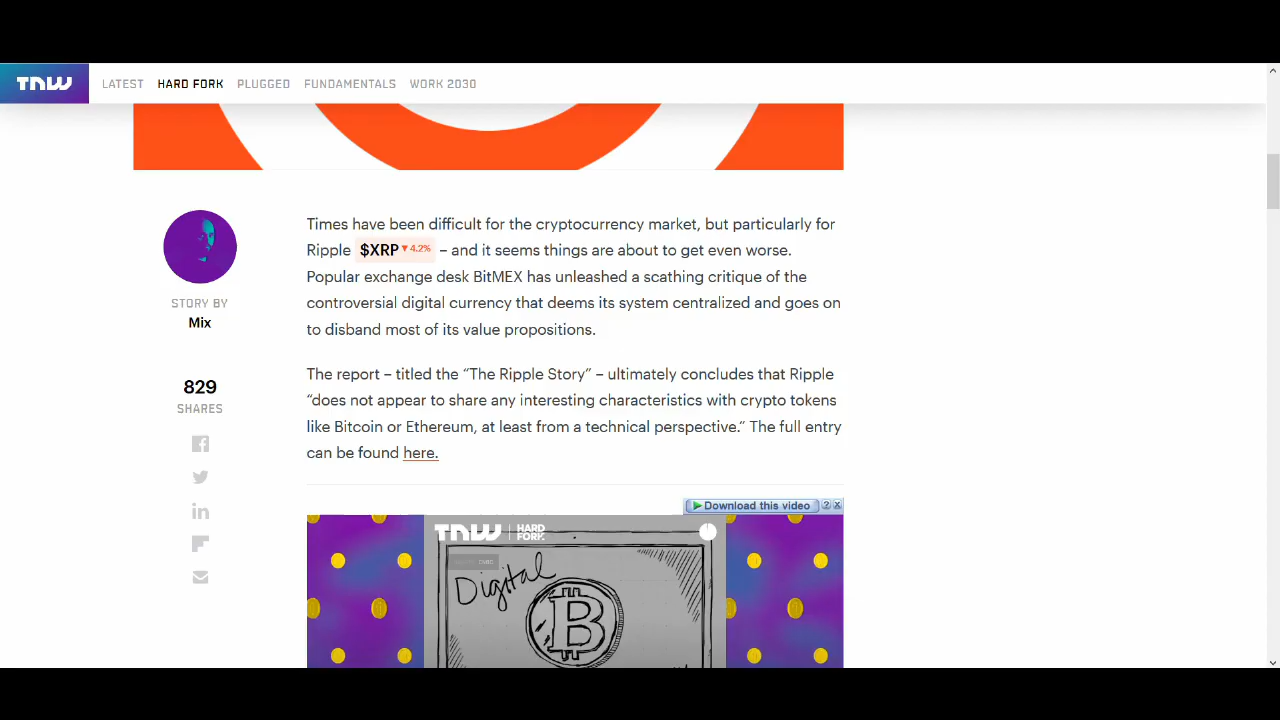 TNW LATEST HARD FORK PLUGGED FUNDAMENTALS WORK 2030
STORY BY
Mix
829
SHARES
Times have been difficult for the cryptocurrency market, but particularly for
Ripple $XRP ▼4.2% – and it seems things are about to get even worse.
Popular exchange desk BitMEX has unleashed a scathing critique of the
controversial digital currency that deems its system centralized and goes on
to disband most of its value propositions.
The report – titled the “The Ripple Story” – ultimately concludes that Ripple
“does not appear to share any interesting characteristics with crypto tokens
like Bitcoin or Ethereum, at least from a technical perspective.” The full entry
can be found here.
Download this video ? X
TNW | HARD
FORK
Digital
B